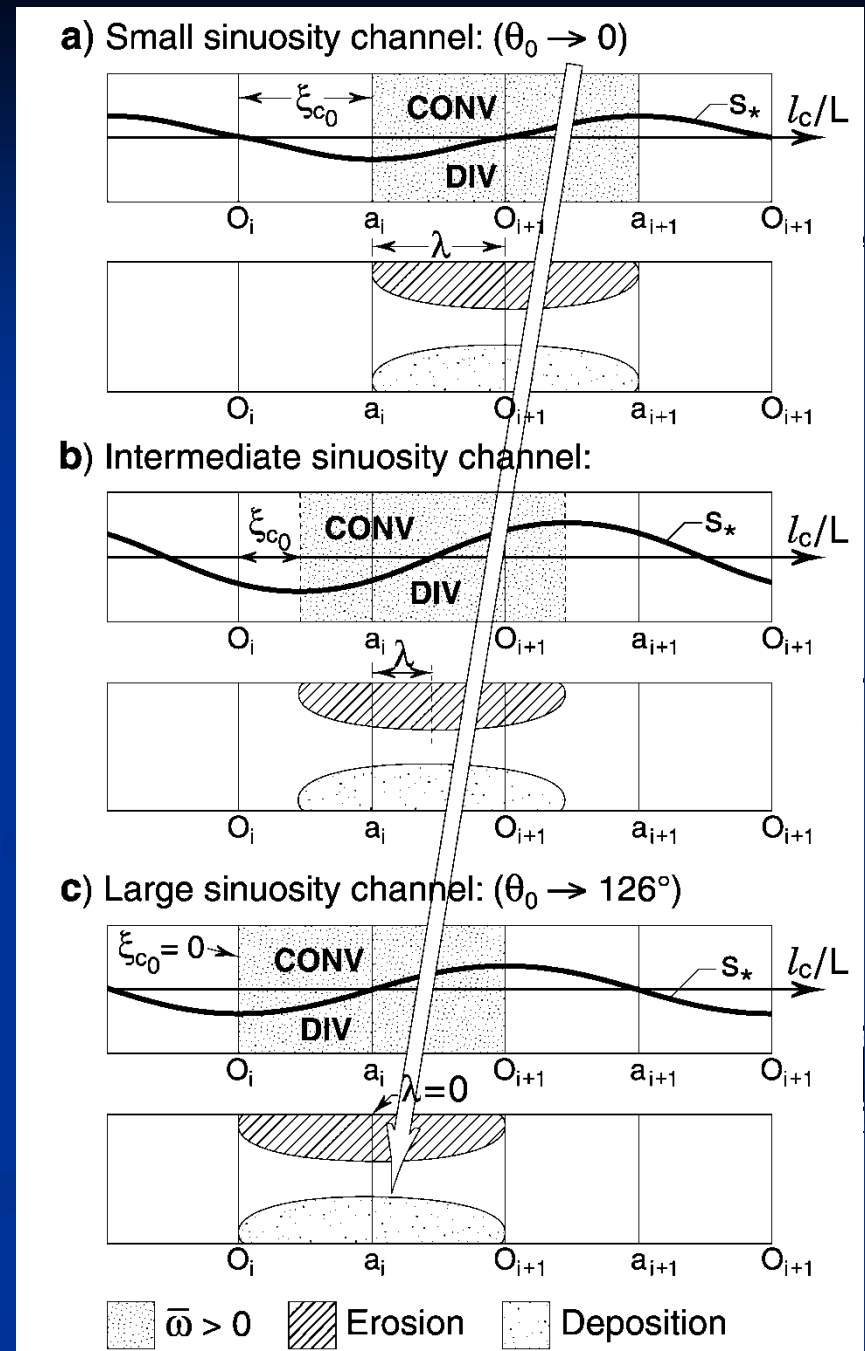 a) Small sinuosity channel: (θ₀ → 0)
ξc₀ CONV S* lc/L
DIV
Oi ai Oi+1 ai+1 Oi+1
λ
Oi ai Oi+1 ai+1 Oi+1
b) Intermediate sinuosity channel:
ξc₀ CONV S* lc/L
DIV
Oi ai Oi+1 ai+1 Oi+1
λ
Oi ai Oi+1 ai+1 Oi+1
c) Large sinuosity channel: (θ₀ → 126°)
ξc₀ = 0 CONV S* lc/L
DIV
Oi ai Oi+1 ai+1 Oi+1
λ=0
Oi ai Oi+1 ai+1 Oi+1
ω̅ > 0 Erosion Deposition